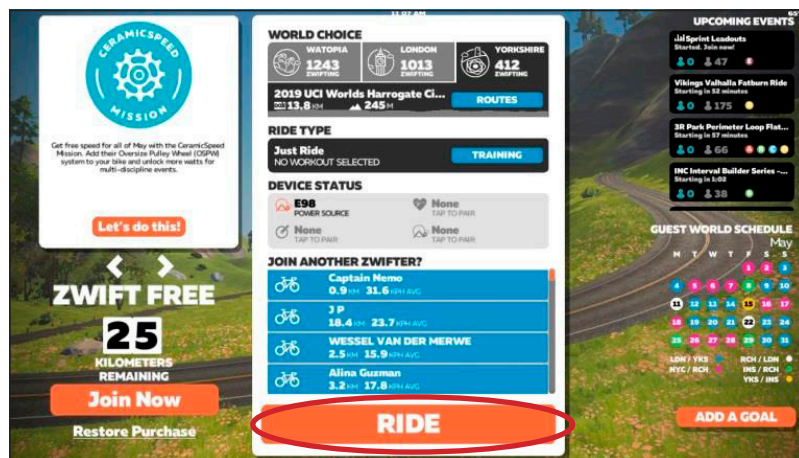 11:07 AM
65
CERAMICSPEED
MISSION
Get free speed for all of May with the CeramicSpeed
Mission. Add their Oversize Pulley Wheel (OSPW)
system to your bike and unlock more watts for
multi-discipline events.
Let's do this!
ZWIFT FREE
25
KILOMETERS
REMAINING
Join Now
Restore Purchase
WORLD CHOICE
WATOPIA
1243
ZWIFTING
LONDON
1013
ZWIFTING
YORKSHIRE
412
ZWIFTING
2019 UCI Worlds Harrogate Ci...
13.8 KM 245 M
ROUTES
RIDE TYPE
Just Ride
NO WORKOUT SELECTED
TRAINING
DEVICE STATUS
E98
POWER SOURCE
None
TAP TO PAIR
None
TAP TO PAIR
None
TAP TO PAIR
JOIN ANOTHER ZWIFTER?
Captain Nemo
0.9 KM 31.6 KPH AVG
J P
18.4 KM 23.7 KPH AVG
WESSEL VAN DER MERWE
2.5 KM 15.9 KPH AVG
Alina Guzman
3.2 KM 17.8 KPH AVG
RIDE
UPCOMING EVENTS
Sprint Leadouts
Started. Join now!
0 47 E
Vikings Valhalla Fatburn Ride
Starting in 32 minutes
0 175
3R Park Perimeter Loop Flat...
Starting in 57 minutes
0 66 A B C
INC Interval Builder Series -...
Starting in 1:02
0 38
GUEST WORLD SCHEDULE
May
M T W T F S S
1 2 3
4 5 6 7 8 9 10
11 12 13 14 15 16 17
18 19 20 21 22 23 24
25 26 27 28 29 30 31
LDN / YKS RCH / LDN
NYC / RCH INS / RCH
YKS / INS
ADD A GOAL